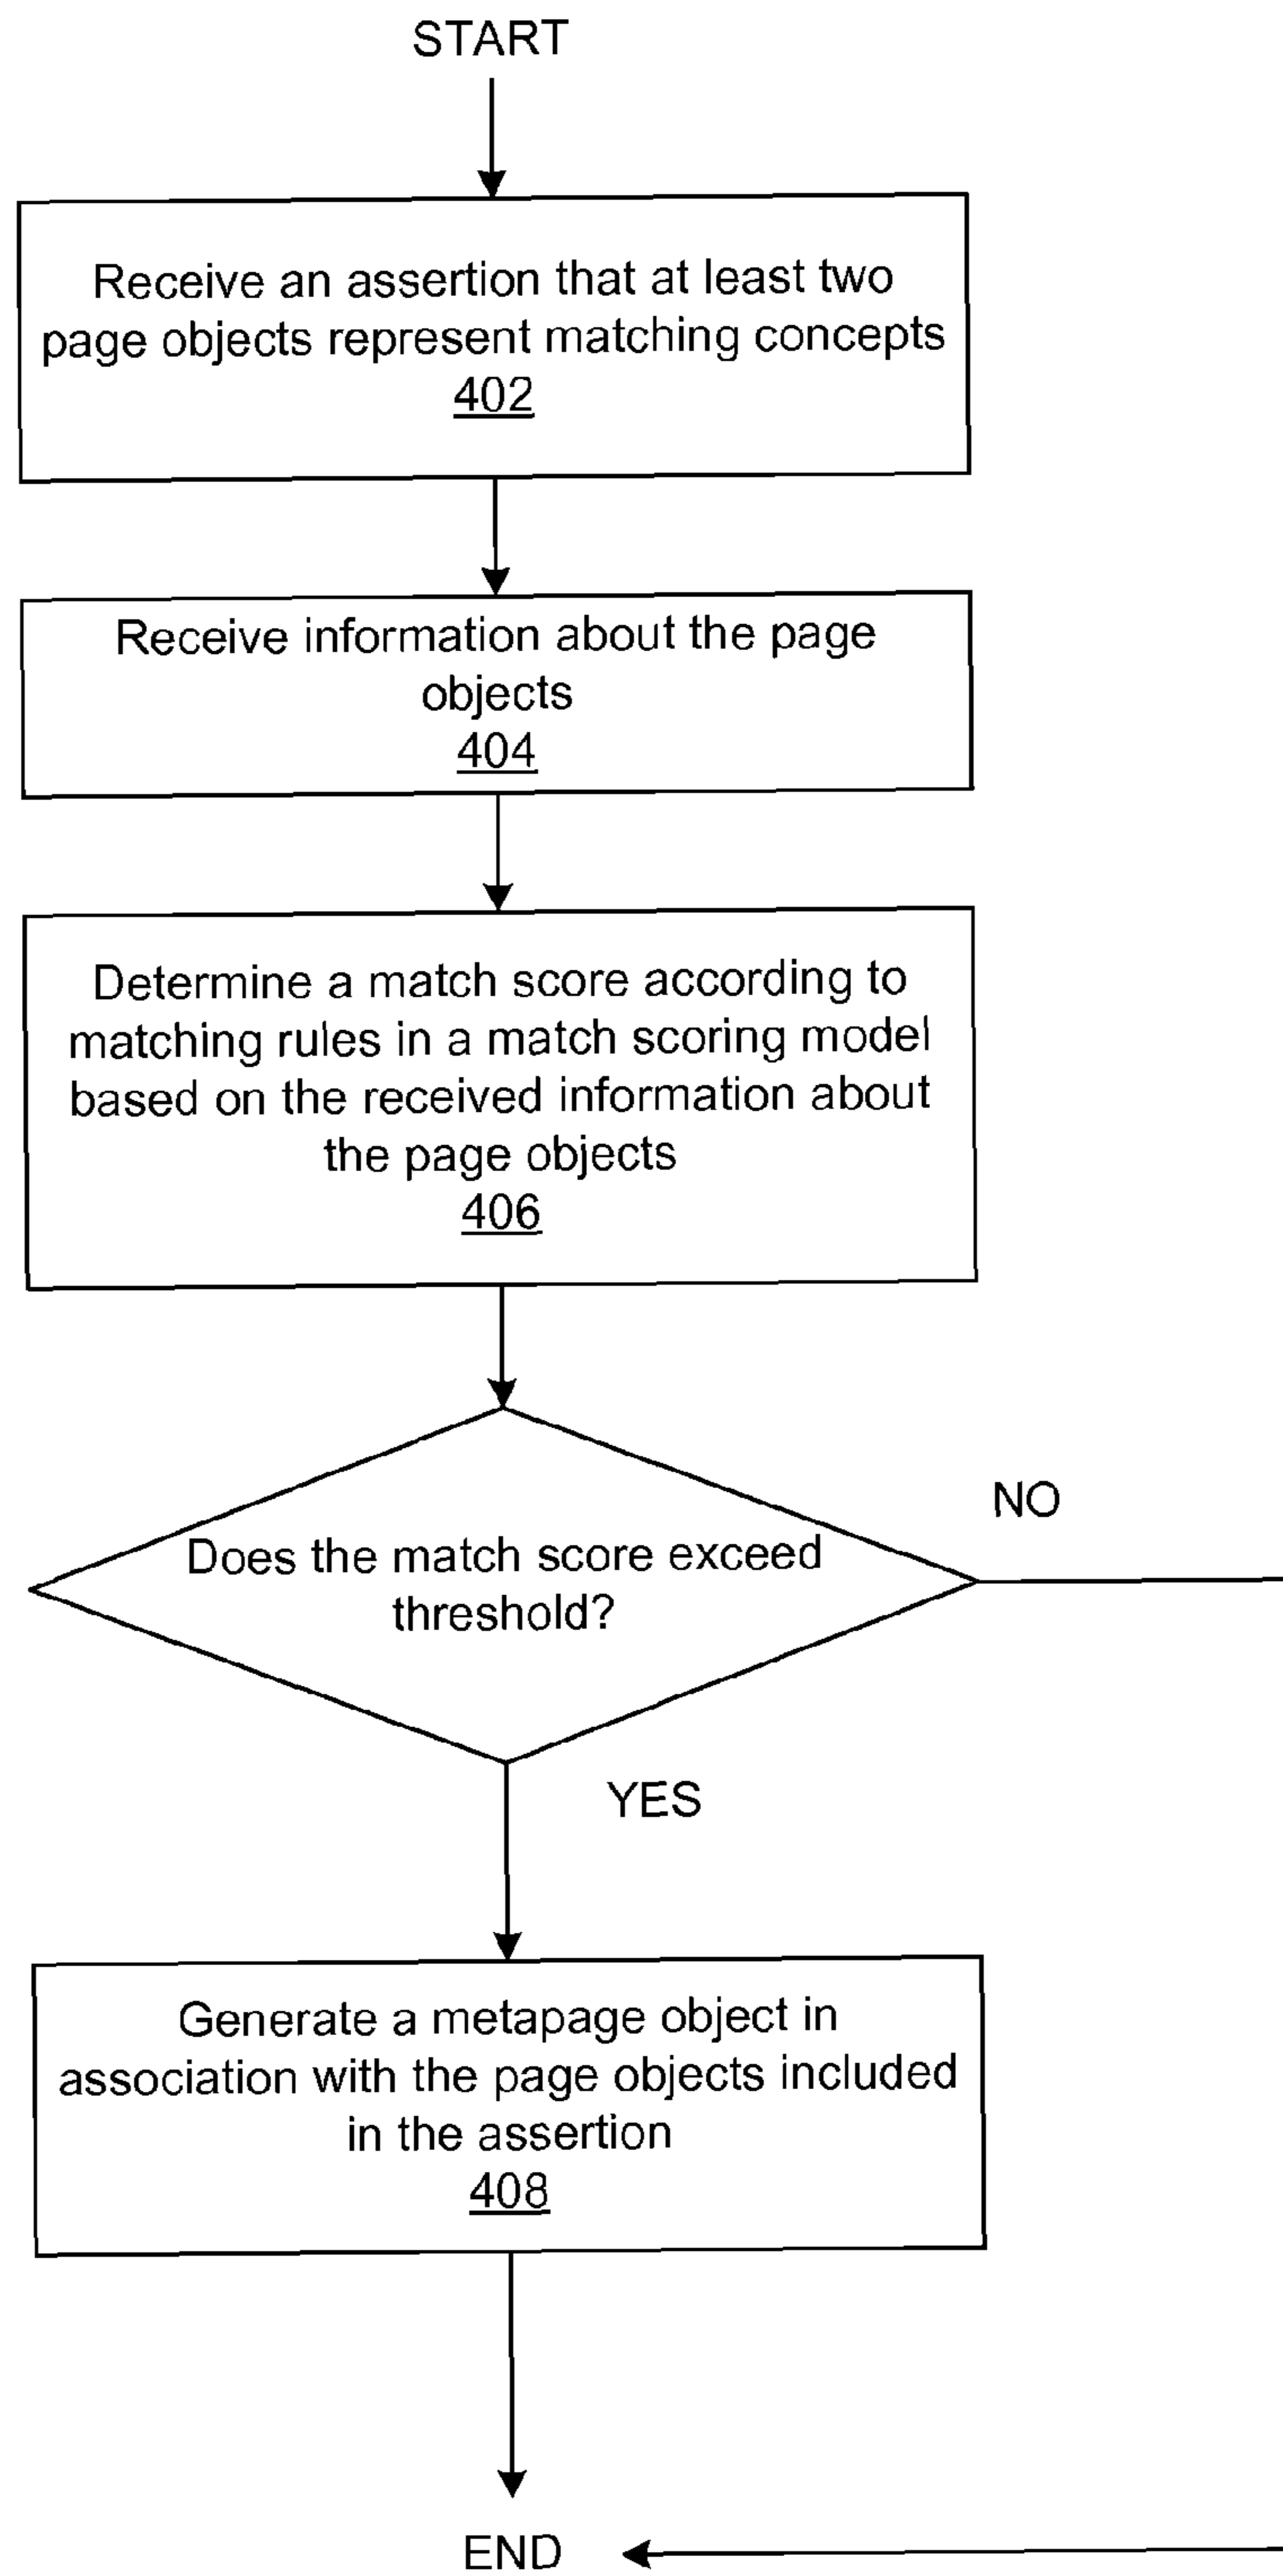 START
Receive an assertion that at least two
page objects represent matching concepts
402
Receive information about the page
objects
404
Determine a match score according to
matching rules in a match scoring model
based on the received information about
the page objects
406
Does the match score exceed
threshold?
NO
YES
Generate a metapage object in
association with the page objects included
in the assertion
408
END